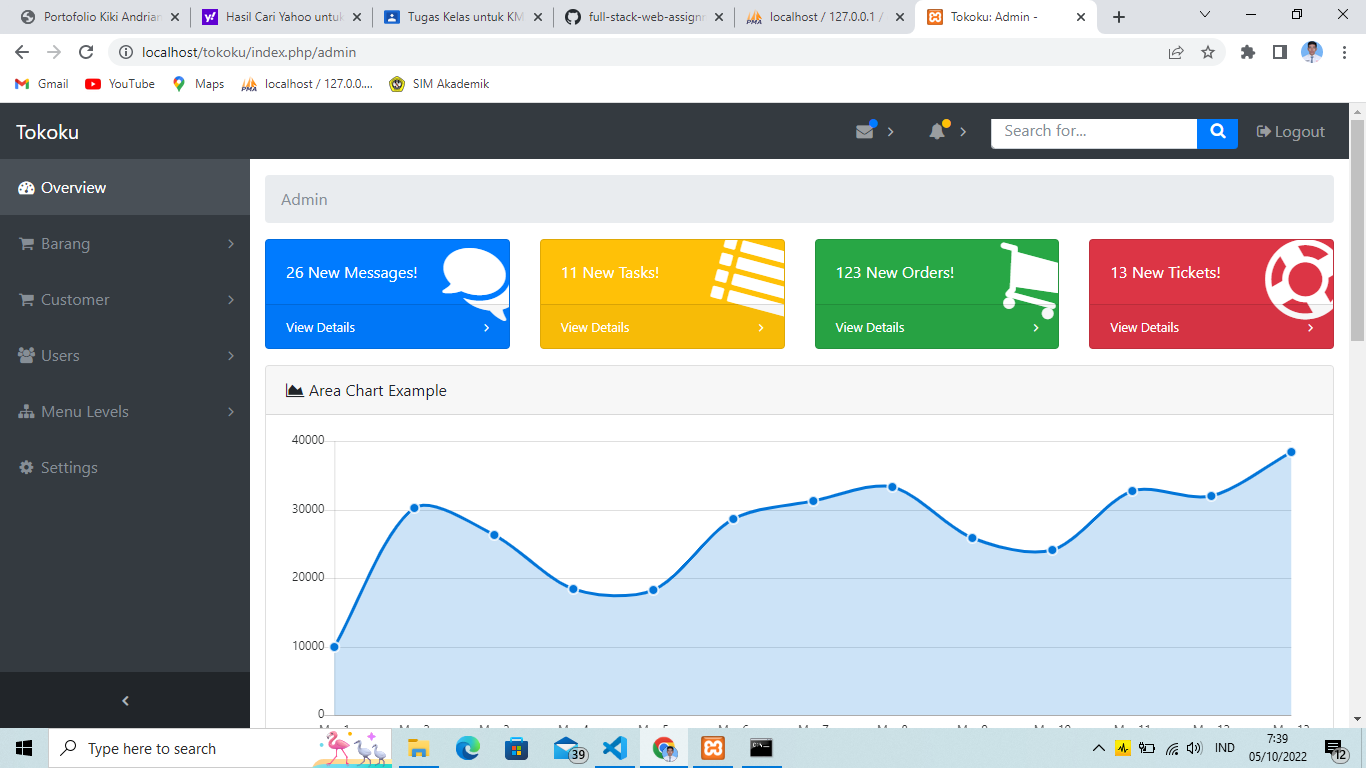 Portofolio Kiki Andrian
Hasil Cari Yahoo untuk
Tugas Kelas untuk KM
full-stack-web-assignm
localhost / 127.0.0.1 /
Tokoku: Admin -
localhost/tokoku/index.php/admin
Gmail
YouTube
Maps
localhost / 127.0.0....
SIM Akademik
Tokoku
Search for...
Logout
Overview
Barang
Customer
Users
Menu Levels
Settings
Admin
26 New Messages!
View Details
11 New Tasks!
View Details
123 New Orders!
View Details
13 New Tickets!
View Details
Area Chart Example
40000
30000
20000
10000
0
Type here to search
39
IND
7:39
05/10/2022
12